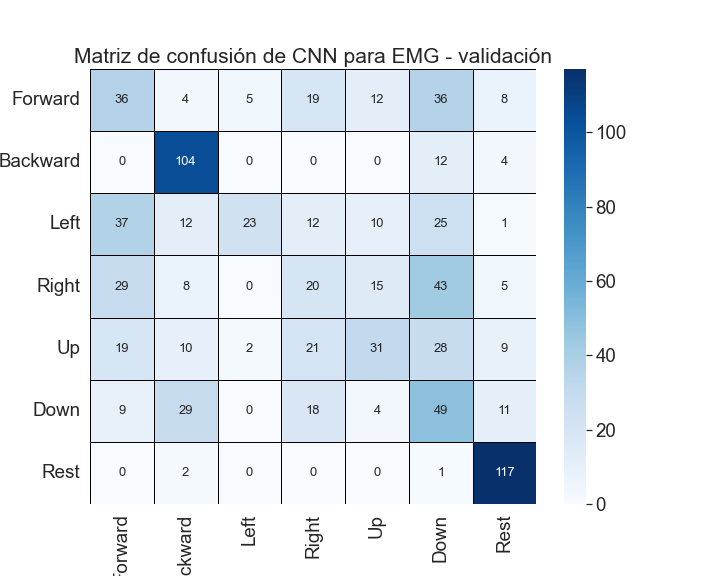 Matriz de confusión de CNN para EMG - validación
Forward 36 4 5 19 12 36 8
Backward 0 104 0 0 0 12 4
Left 37 12 23 12 10 25 1
Right 29 8 0 20 15 43 5
Up 19 10 2 21 31 28 9
Down 9 29 0 18 4 49 11
Rest 0 2 0 0 0 1 117
Forward ckward Left Right Up Down Rest
100
80
60
40
20
0